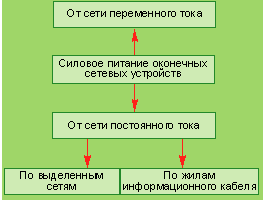 От сети переменного тока
Силовое питание оконечных
сетевых устройств
От сети постоянного тока
По выделенным
сетям
По жилам
информационного кабеля